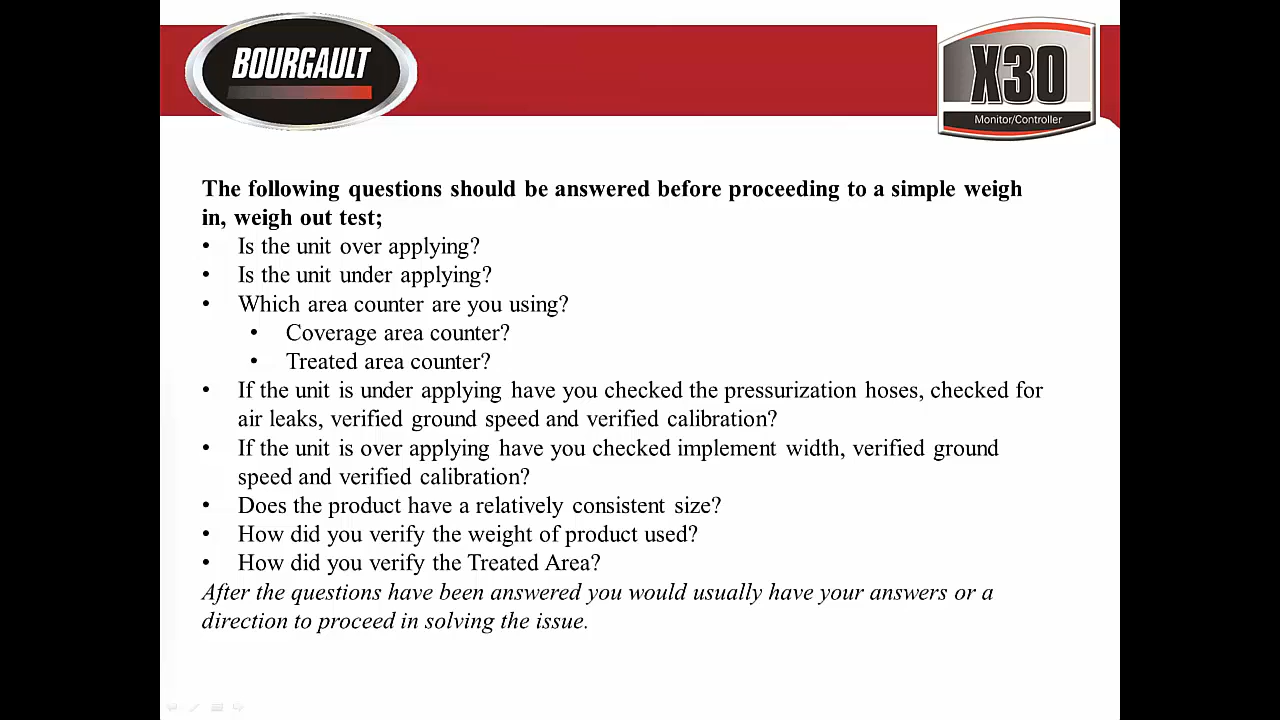 BOURGAULT
X30
Monitor/Controller
The following questions should be answered before proceeding to a simple weigh
in, weigh out test;
• Is the unit over applying?
• Is the unit under applying?
• Which area counter are you using?
• Coverage area counter?
• Treated area counter?
• If the unit is under applying have you checked the pressurization hoses, checked for
air leaks, verified ground speed and verified calibration?
• If the unit is over applying have you checked implement width, verified ground
speed and verified calibration?
• Does the product have a relatively consistent size?
• How did you verify the weight of product used?
• How did you verify the Treated Area?
After the questions have been answered you would usually have your answers or a
direction to proceed in solving the issue.